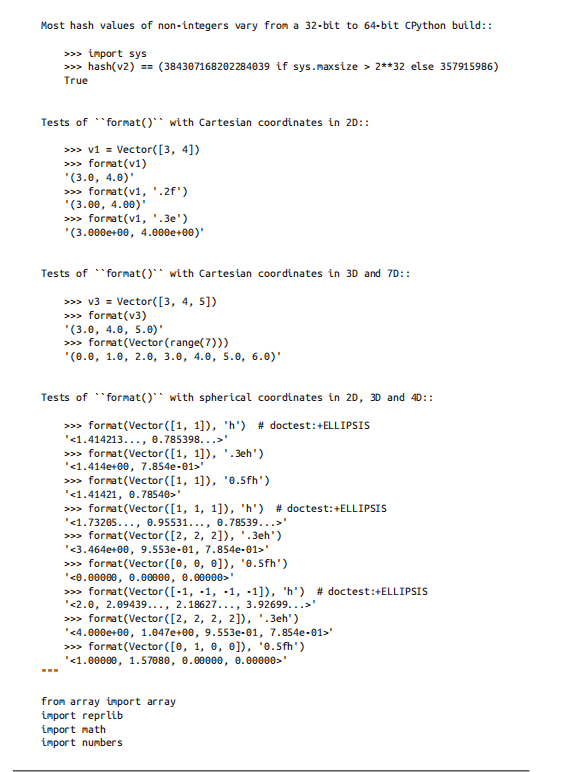 Most hash values of non-integers vary from a 32-bit to 64-bit CPython build::
>>> import sys
>>> hash(v2) == (384307168202284039 if sys.maxsize > 2**32 else 357915986)
True
Tests of ``format()`` with Cartesian coordinates in 2D::
>>> v1 = Vector([3, 4])
>>> format(v1)
'(3.0, 4.0)'
>>> format(v1, '.2f')
'(3.00, 4.00)'
>>> format(v1, '.3e')
'(3.000e+00, 4.000e+00)'
Tests of ``format()`` with Cartesian coordinates in 3D and 7D::
>>> v3 = Vector([3, 4, 5])
>>> format(v3)
'(3.0, 4.0, 5.0)'
>>> format(Vector(range(7)))
'(0.0, 1.0, 2.0, 3.0, 4.0, 5.0, 6.0)'
Tests of ``format()`` with spherical coordinates in 2D, 3D and 4D::
>>> format(Vector([1, 1]), 'h')  # doctest:+ELLIPSIS
'<1.414213..., 0.785398...>'
>>> format(Vector([1, 1]), '.3eh')
'<1.414e+00, 7.854e-01>'
>>> format(Vector([1, 1]), '0.5fh')
'<1.41421, 0.78540>'
>>> format(Vector([1, 1, 1]), 'h')  # doctest:+ELLIPSIS
'<1.73205..., 0.95531..., 0.78539...>'
>>> format(Vector([2, 2, 2]), '.3eh')
'<3.464e+00, 9.553e-01, 7.854e-01>'
>>> format(Vector([0, 0, 0]), '0.5fh')
'<0.00000, 0.00000, 0.00000>'
>>> format(Vector([-1, -1, -1, -1]), 'h')  # doctest:+ELLIPSIS
'<2.0, 2.09439..., 2.18627..., 3.92699...>'
>>> format(Vector([2, 2, 2, 2]), '.3eh')
'<4.000e+00, 1.047e+00, 9.553e-01, 7.854e-01>'
>>> format(Vector([0, 1, 0, 0]), '0.5fh')
'<1.00000, 1.57080, 0.00000, 0.00000>'
"""
from array import array
import reprlib
import math
import numbers